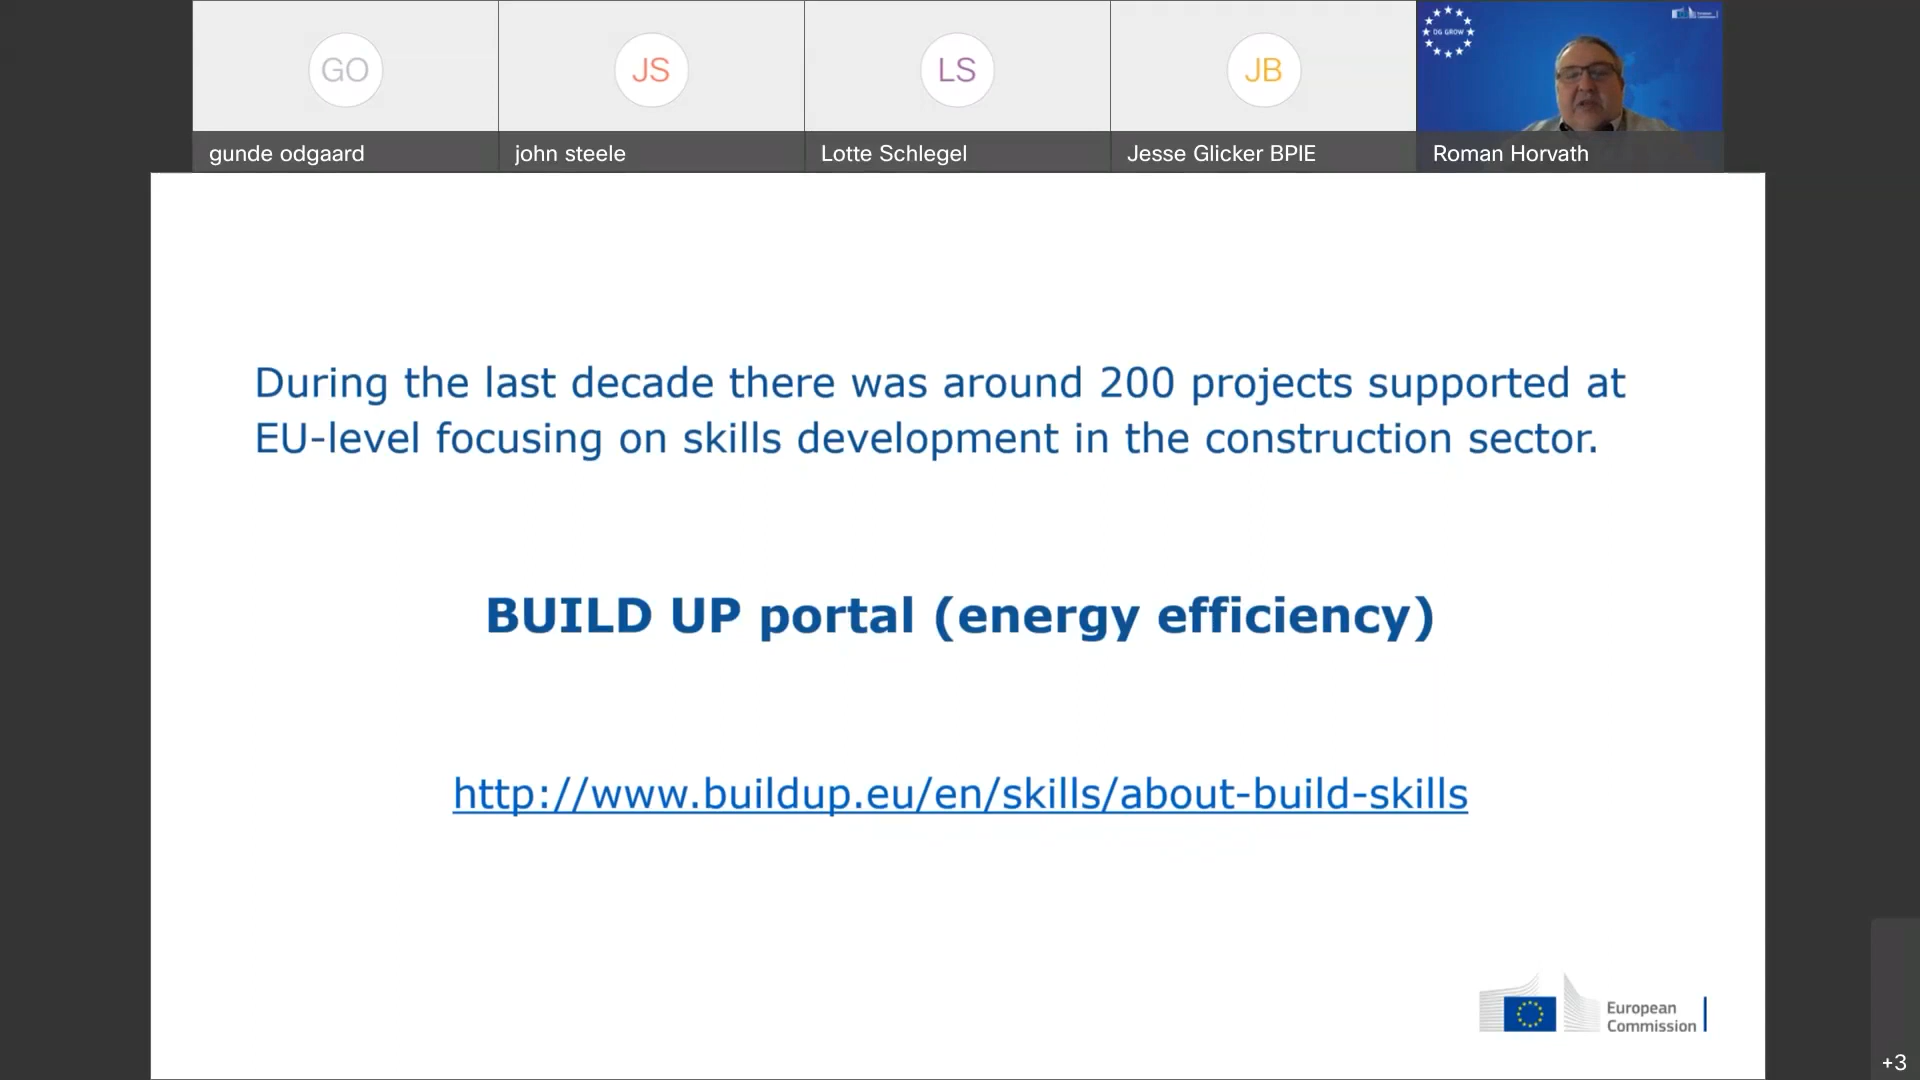 GO
JS
LS
JB
DG GROW
gunde odgaard
john steele
Lotte Schlegel
Jesse Glicker BPIE
Roman Horvath
During the last decade there was around 200 projects supported at
EU-level focusing on skills development in the construction sector.
BUILD UP portal (energy efficiency)
http://www.buildup.eu/en/skills/about-build-skills
European
Commission
+3